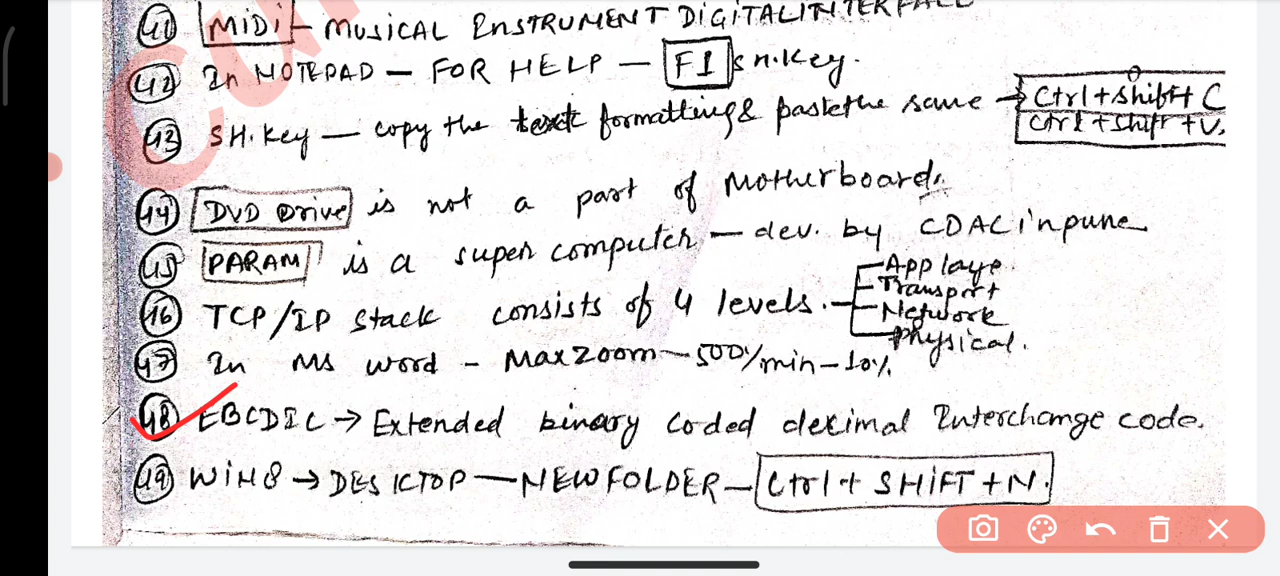 41 MIDI - MUSICAL INSTRUMENT DIGITAL INTERFACE
42 In NOTEPAD - FOR HELP - F1 sh.key.
43 SH.Key - copy the text formatting & paste the same → Ctrl + Shift + C
Ctrl + Shift + V.
44 DVD Drive is not a part of Motherboard.
45 PARAM is a super computer - dev. by CDAC in pune
46 TCP/IP Stack consists of 4 levels. App laye
Transport
Network
Physical.
47 In MS word - Max zoom - 500% min - 10%
48 EBCDIC → Extended binary coded decimal Interchange code.
49 WIN8 → DESKTOP - NEW FOLDER - Ctrl + SHIFT + N.